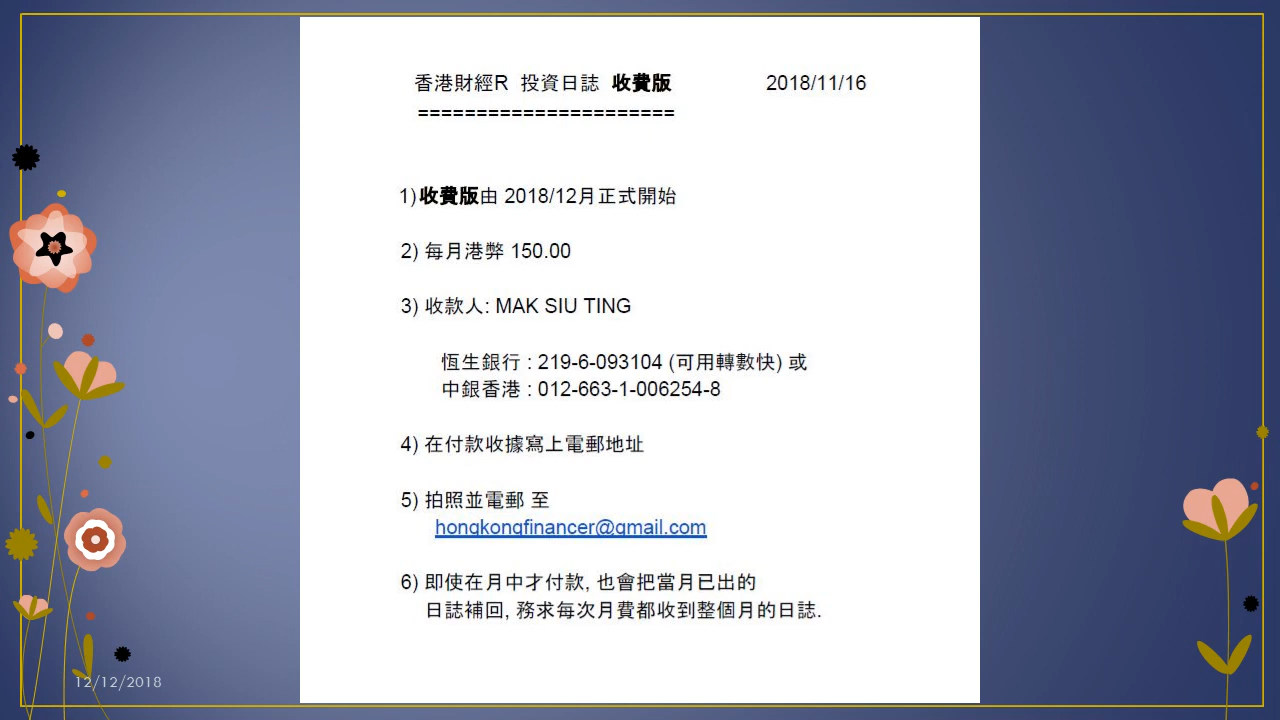 香港財經R 投資日誌 收費版 2018/11/16
======================
1)收費版由 2018/12月正式開始
2) 每月港弊 150.00
3) 收款人: MAK SIU TING
恆生銀行 : 219-6-093104 (可用轉數快) 或
中銀香港 : 012-663-1-006254-8
4) 在付款收據寫上電郵地址
5) 拍照並電郵 至
hongkongfinancer@gmail.com
6) 即使在月中才付款, 也會把當月已出的
日誌補回, 務求每次月費都收到整個月的日誌.
12/12/2018